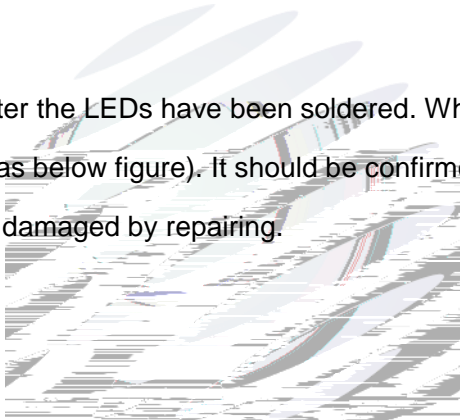 ter the LEDs have been soldered. Wh
as below figure). It should be confirme
damaged by repairing.